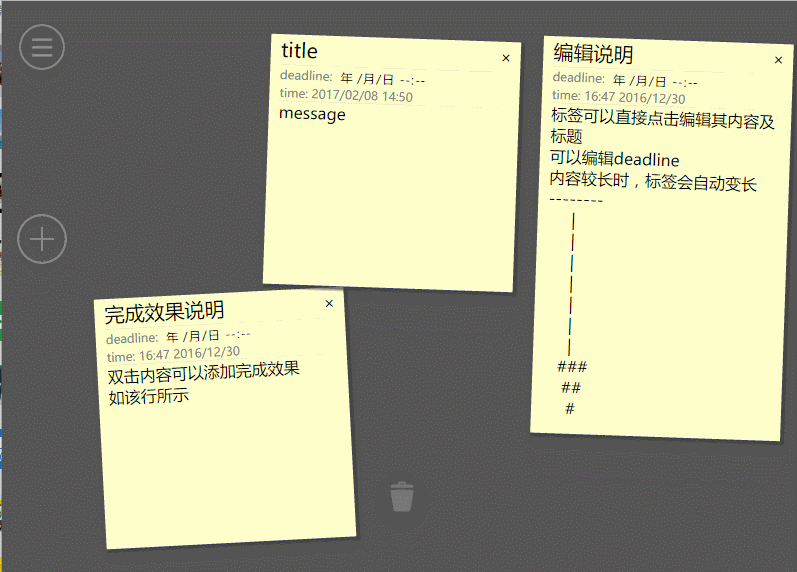 title
×
deadline: 年 /月/日 --:--
time: 2017/02/08 14:50
message
编辑说明
×
deadline: 年 /月/日 --:--
time: 16:47 2016/12/30
标签可以直接点击编辑其内容及
标题
可以编辑deadline
内容较长时，标签会自动变长
--------
|
|
|
|
|
|
|
###
##
#
完成效果说明
×
deadline: 年 /月/日 --:--
time: 16:47 2016/12/30
双击内容可以添加完成效果
如该行所示